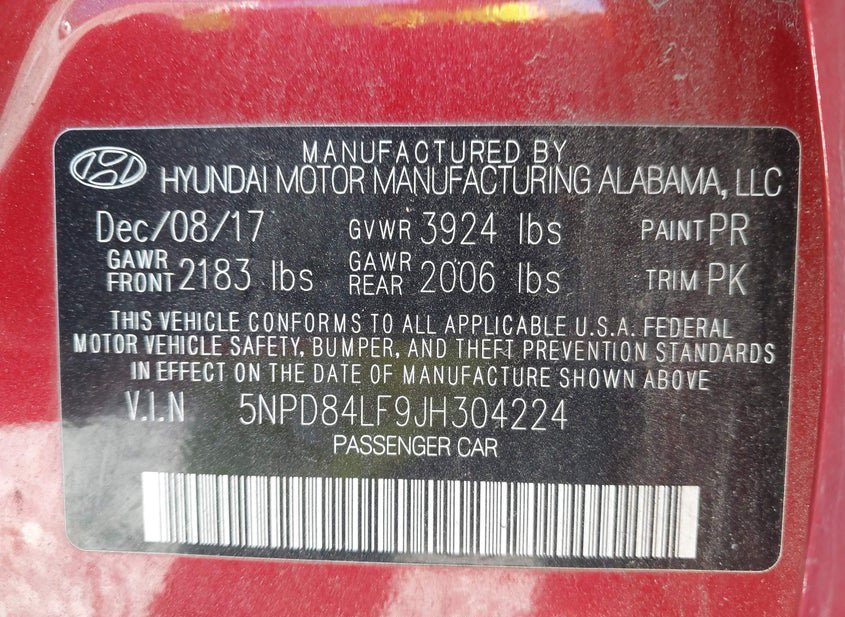 MANUFACTURED BY
HYUNDAI MOTOR MANUFACTURING ALABAMA, LLC
Dec/08/17 GVWR 3924 lbs PAINT PR
GAWR FRONT 2183 lbs GAWR REAR 2006 lbs TRIM PK
THIS VEHICLE CONFORMS TO ALL APPLICABLE U.S.A. FEDERAL
MOTOR VEHICLE SAFETY, BUMPER, AND THEFT PREVENTION STANDARDS
IN EFFECT ON THE DATE OF MANUFACTURE SHOWN ABOVE
V.I.N 5NPD84LF9JH304224
PASSENGER CAR